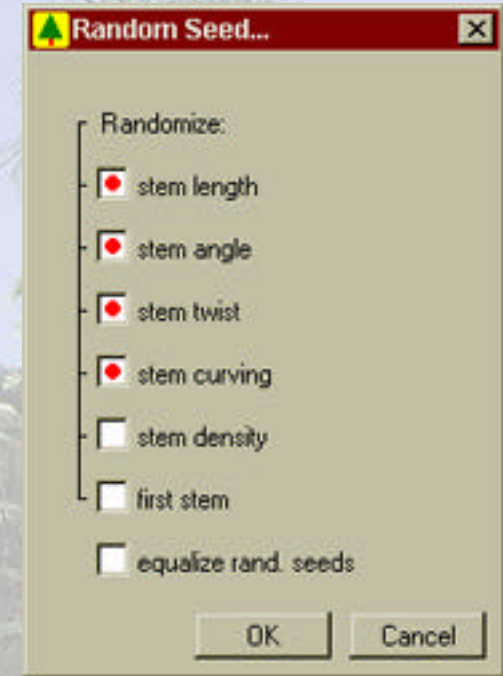 Random Seed...
Randomize:
stem length
stem angle
stem twist
stem curving
stem density
first stem
equalize rand. seeds
OK Cancel